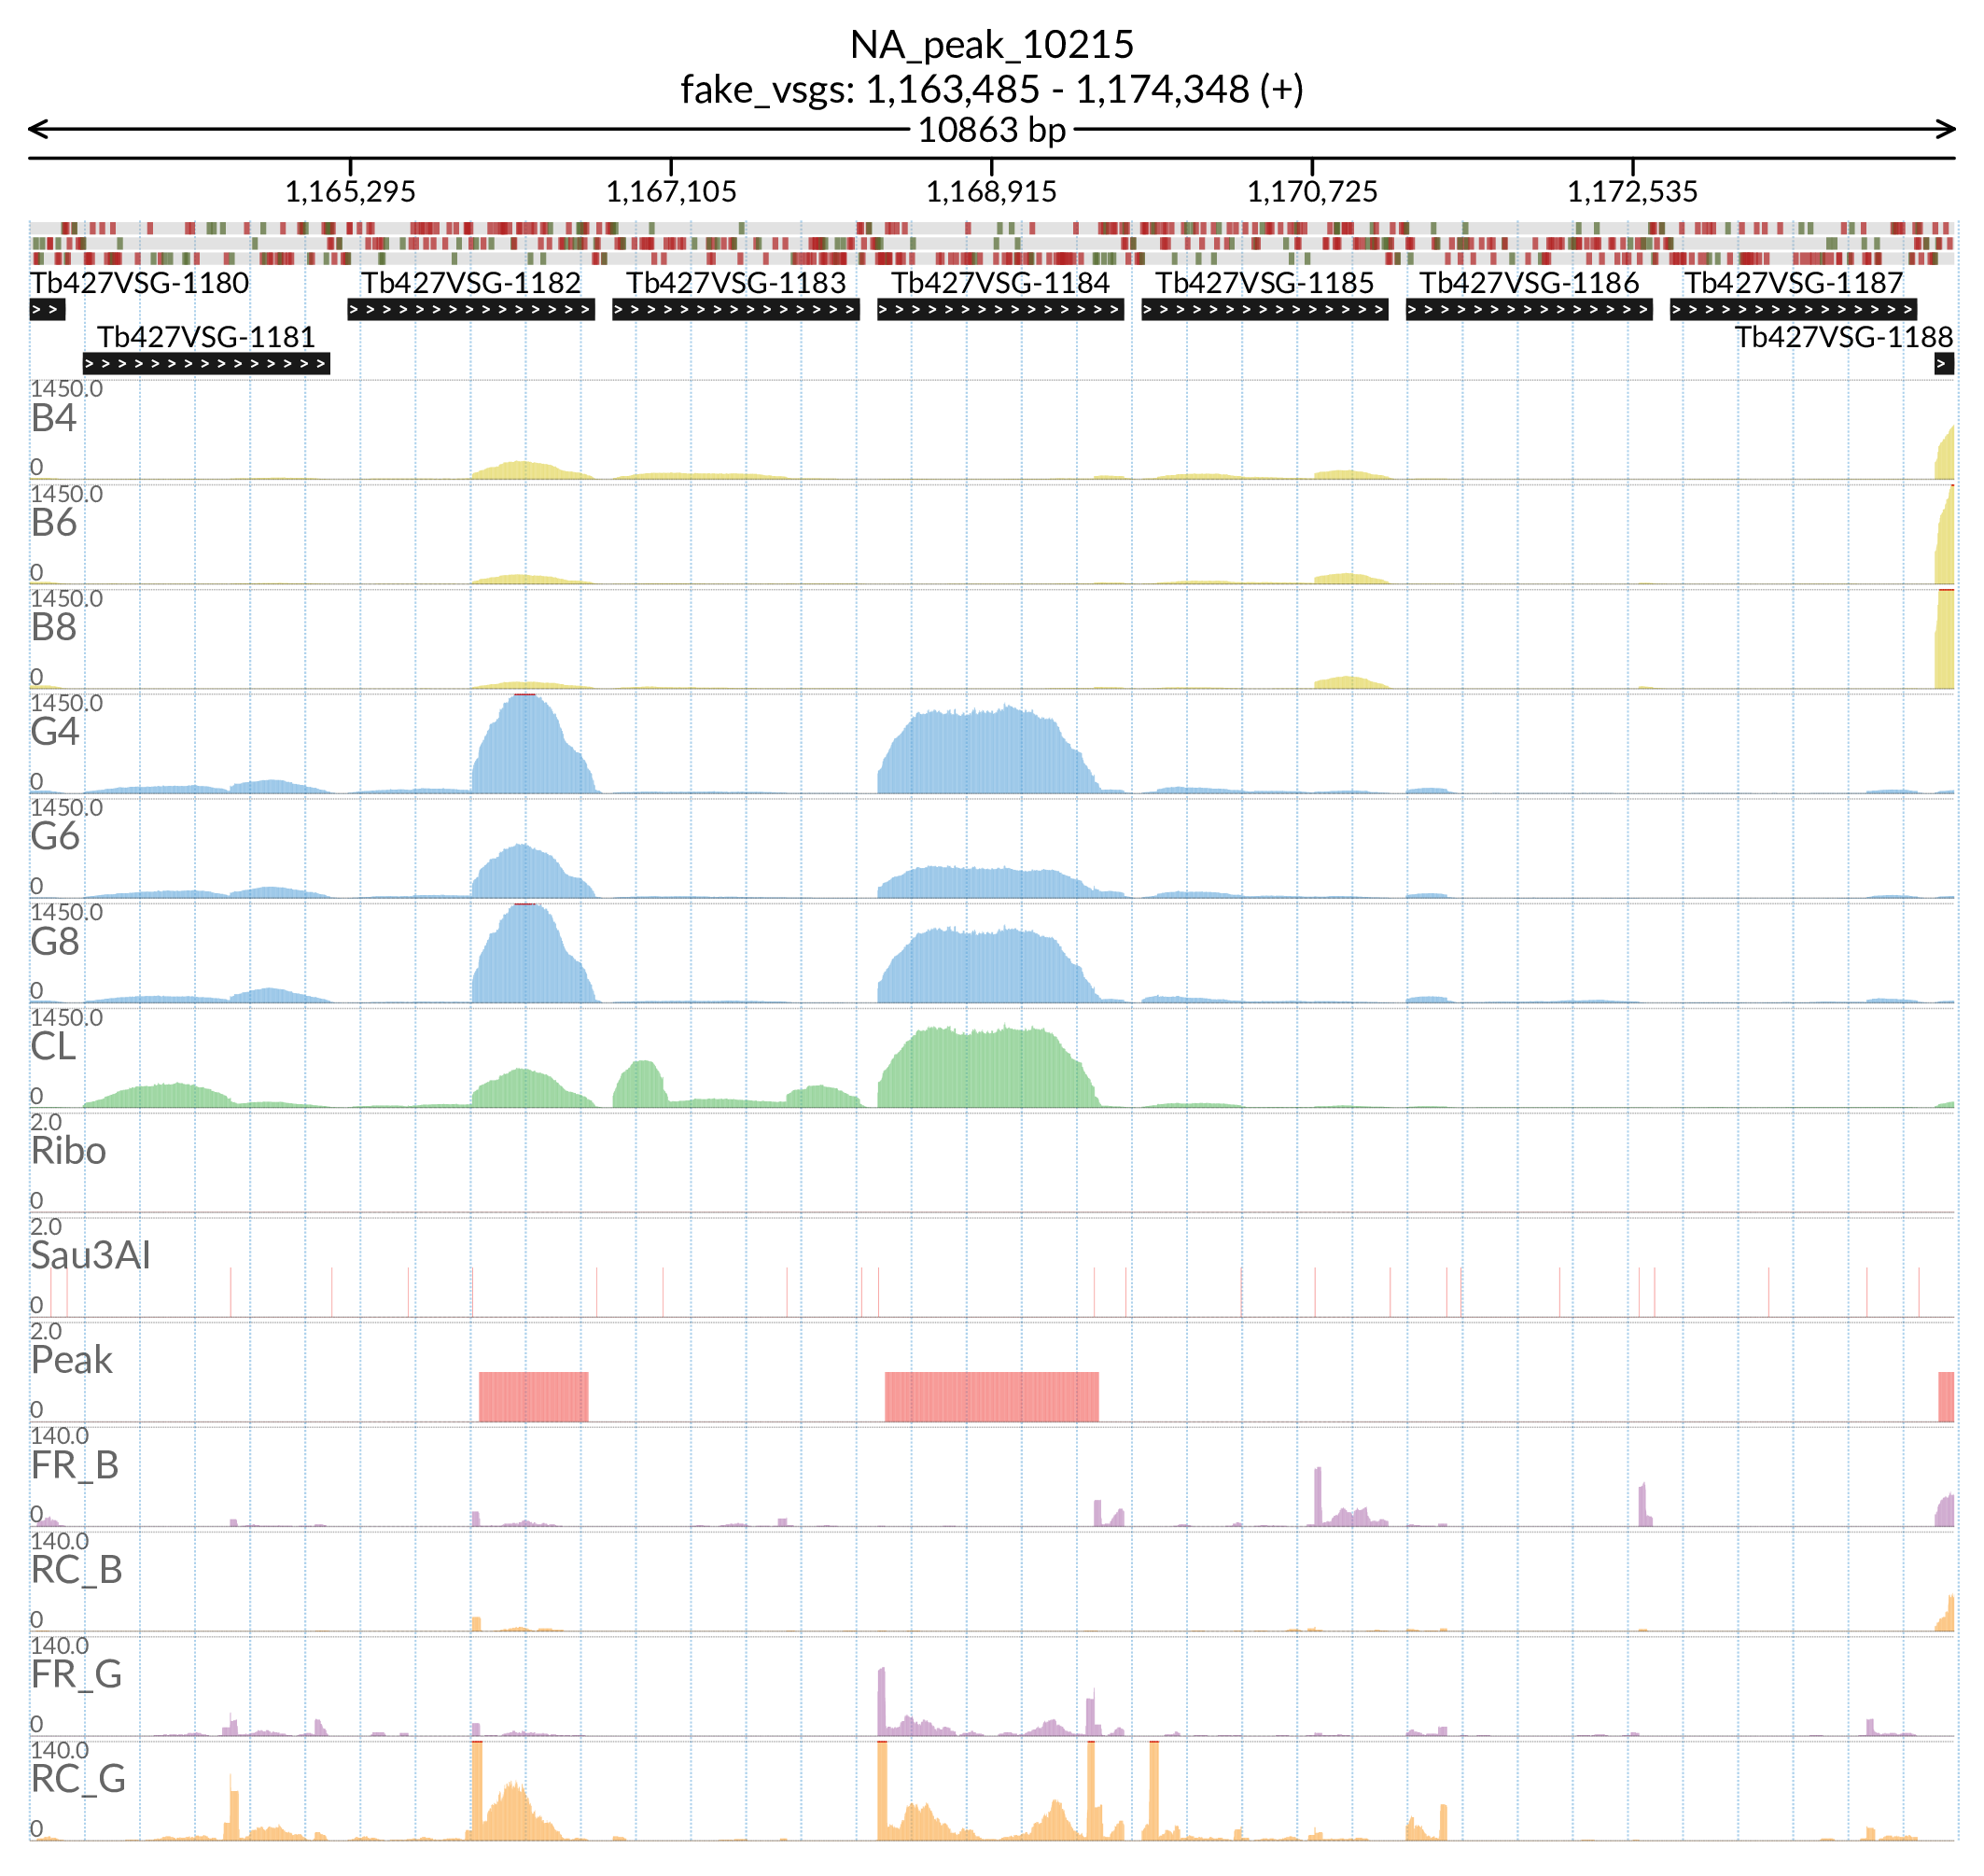 NA_peak_10215
fake_vsgs: 1,163,485 - 1,174,348 (+)
10863 bp
1,165,295 1,167,105 1,168,915 1,170,725 1,172,535
Tb427VSG-1180 Tb427VSG-1182 Tb427VSG-1183 Tb427VSG-1184 Tb427VSG-1185 Tb427VSG-1186 Tb427VSG-1187
Tb427VSG-1181 Tb427VSG-1188
1450.0
B4
0
1450.0
B6
0
1450.0
B8
0
1450.0
G4
0
1450.0
G6
0
1450.0
G8
0
1450.0
CL
0
2.0
Ribo
0
2.0
Sau3AI
0
2.0
Peak
0
140.0
FR_B
0
140.0
RC_B
0
140.0
FR_G
0
140.0
RC_G
0